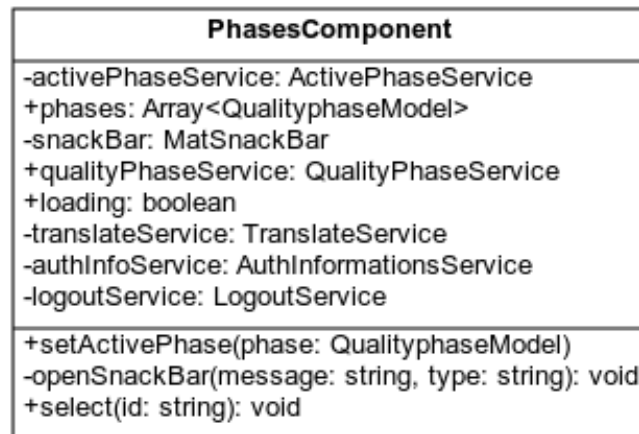 PhasesComponent
-activePhaseService: ActivePhaseService
+phases: Array<QualityphaseModel>
-snackBar: MatSnackBar
+qualityPhaseService: QualityPhaseService
+loading: boolean
-translateService: TranslateService
-authInfoService: AuthInformationsService
-logoutService: LogoutService
+setActivePhase(phase: QualityphaseModel)
-openSnackBar(message: string, type: string): void
+select(id: string): void